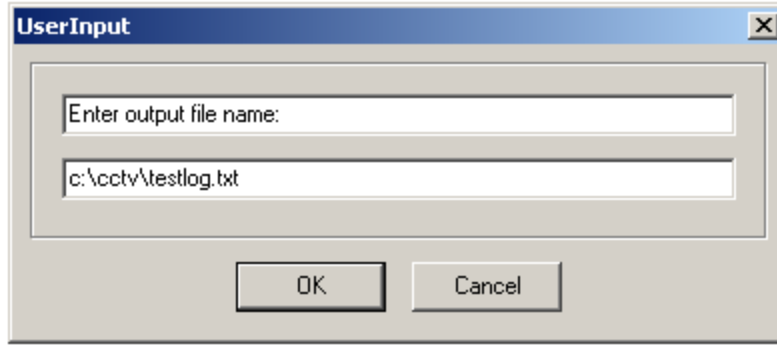 UserInput
Enter output file name:
c:\cctv\testlog.txt
OK Cancel